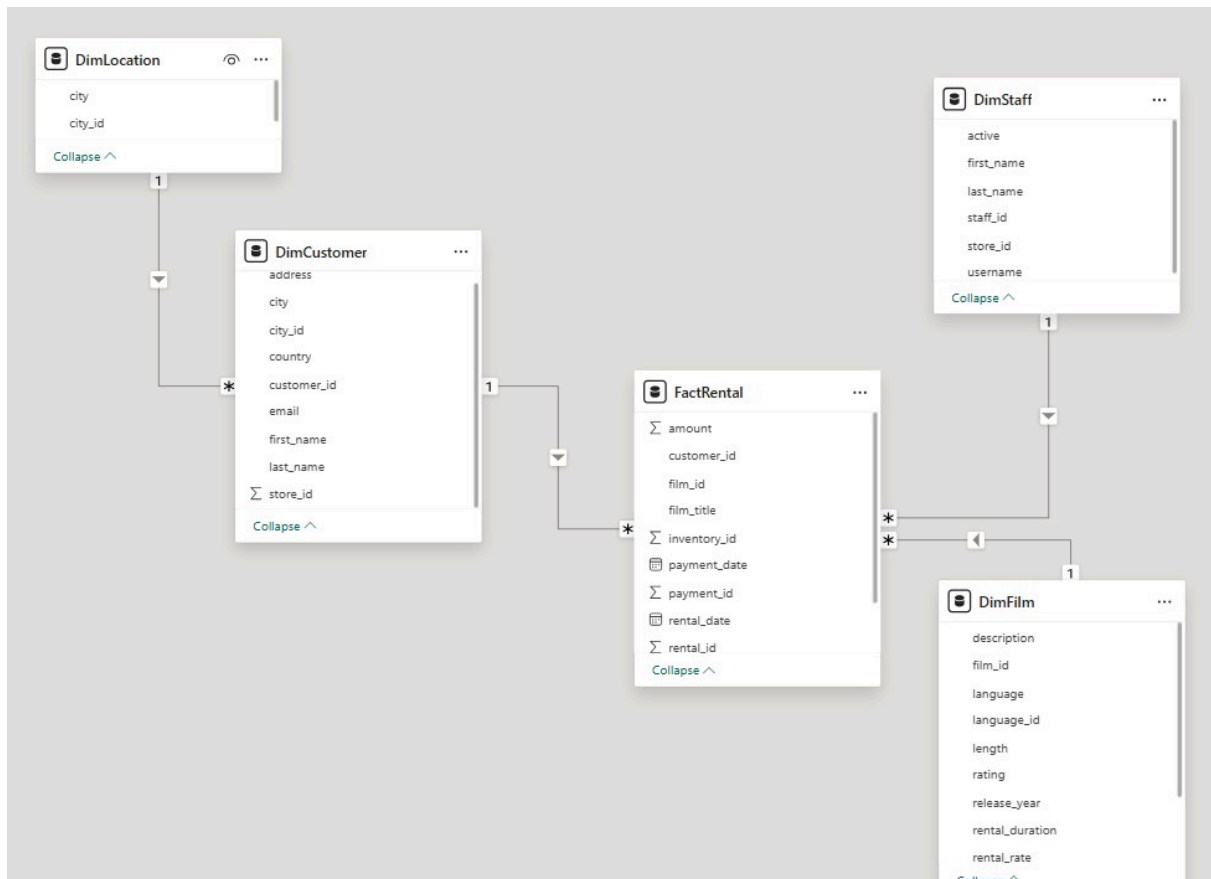 DimLocation
city
city_id
Collapse
1
*
DimCustomer
address
city
city_id
country
customer_id
email
first_name
last_name
Σ store_id
Collapse
1
*
FactRental
Σ amount
customer_id
film_id
film_title
Σ inventory_id
payment_date
Σ payment_id
rental_date
Σ rental_id
Collapse
DimStaff
active
first_name
last_name
staff_id
store_id
username
Collapse
1
*
*
1
DimFilm
description
film_id
language
language_id
length
rating
release_year
rental_duration
rental_rate
Collapse